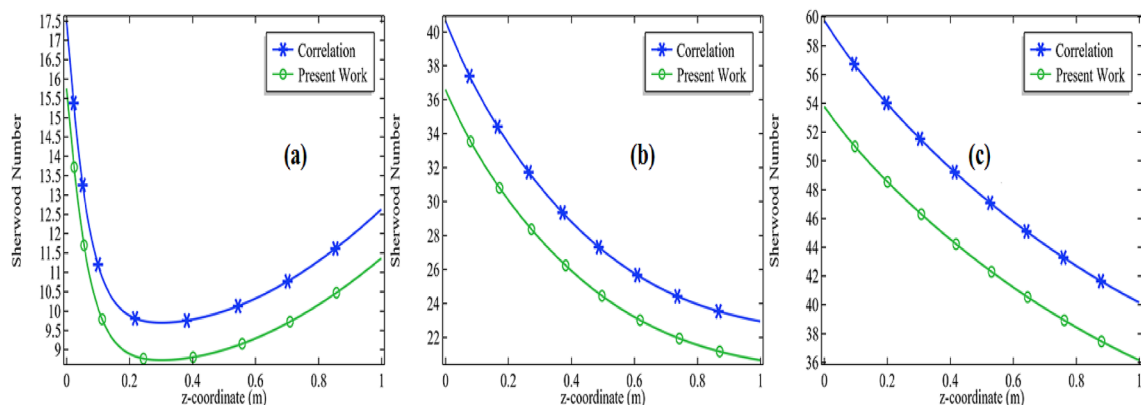 Sherwood Number
17.5
17
16.5
16
15.5
15
14.5
14
13.5
13
12.5
12
11.5
11
10.5
10
9.5
9
Correlation
Present Work
(a)
0 0.2 0.4 0.6 0.8 1
z-coordinate (m)
Sherwood Number
40
38
36
34
32
30
28
26
24
22
Correlation
Present Work
(b)
0 0.2 0.4 0.6 0.8 1
z-coordinate (m)
Sherwood Number
60
58
56
54
52
50
48
46
44
42
40
38
36
Correlation
Present Work
(c)
0 0.2 0.4 0.6 0.8 1
z-coordinate (m)